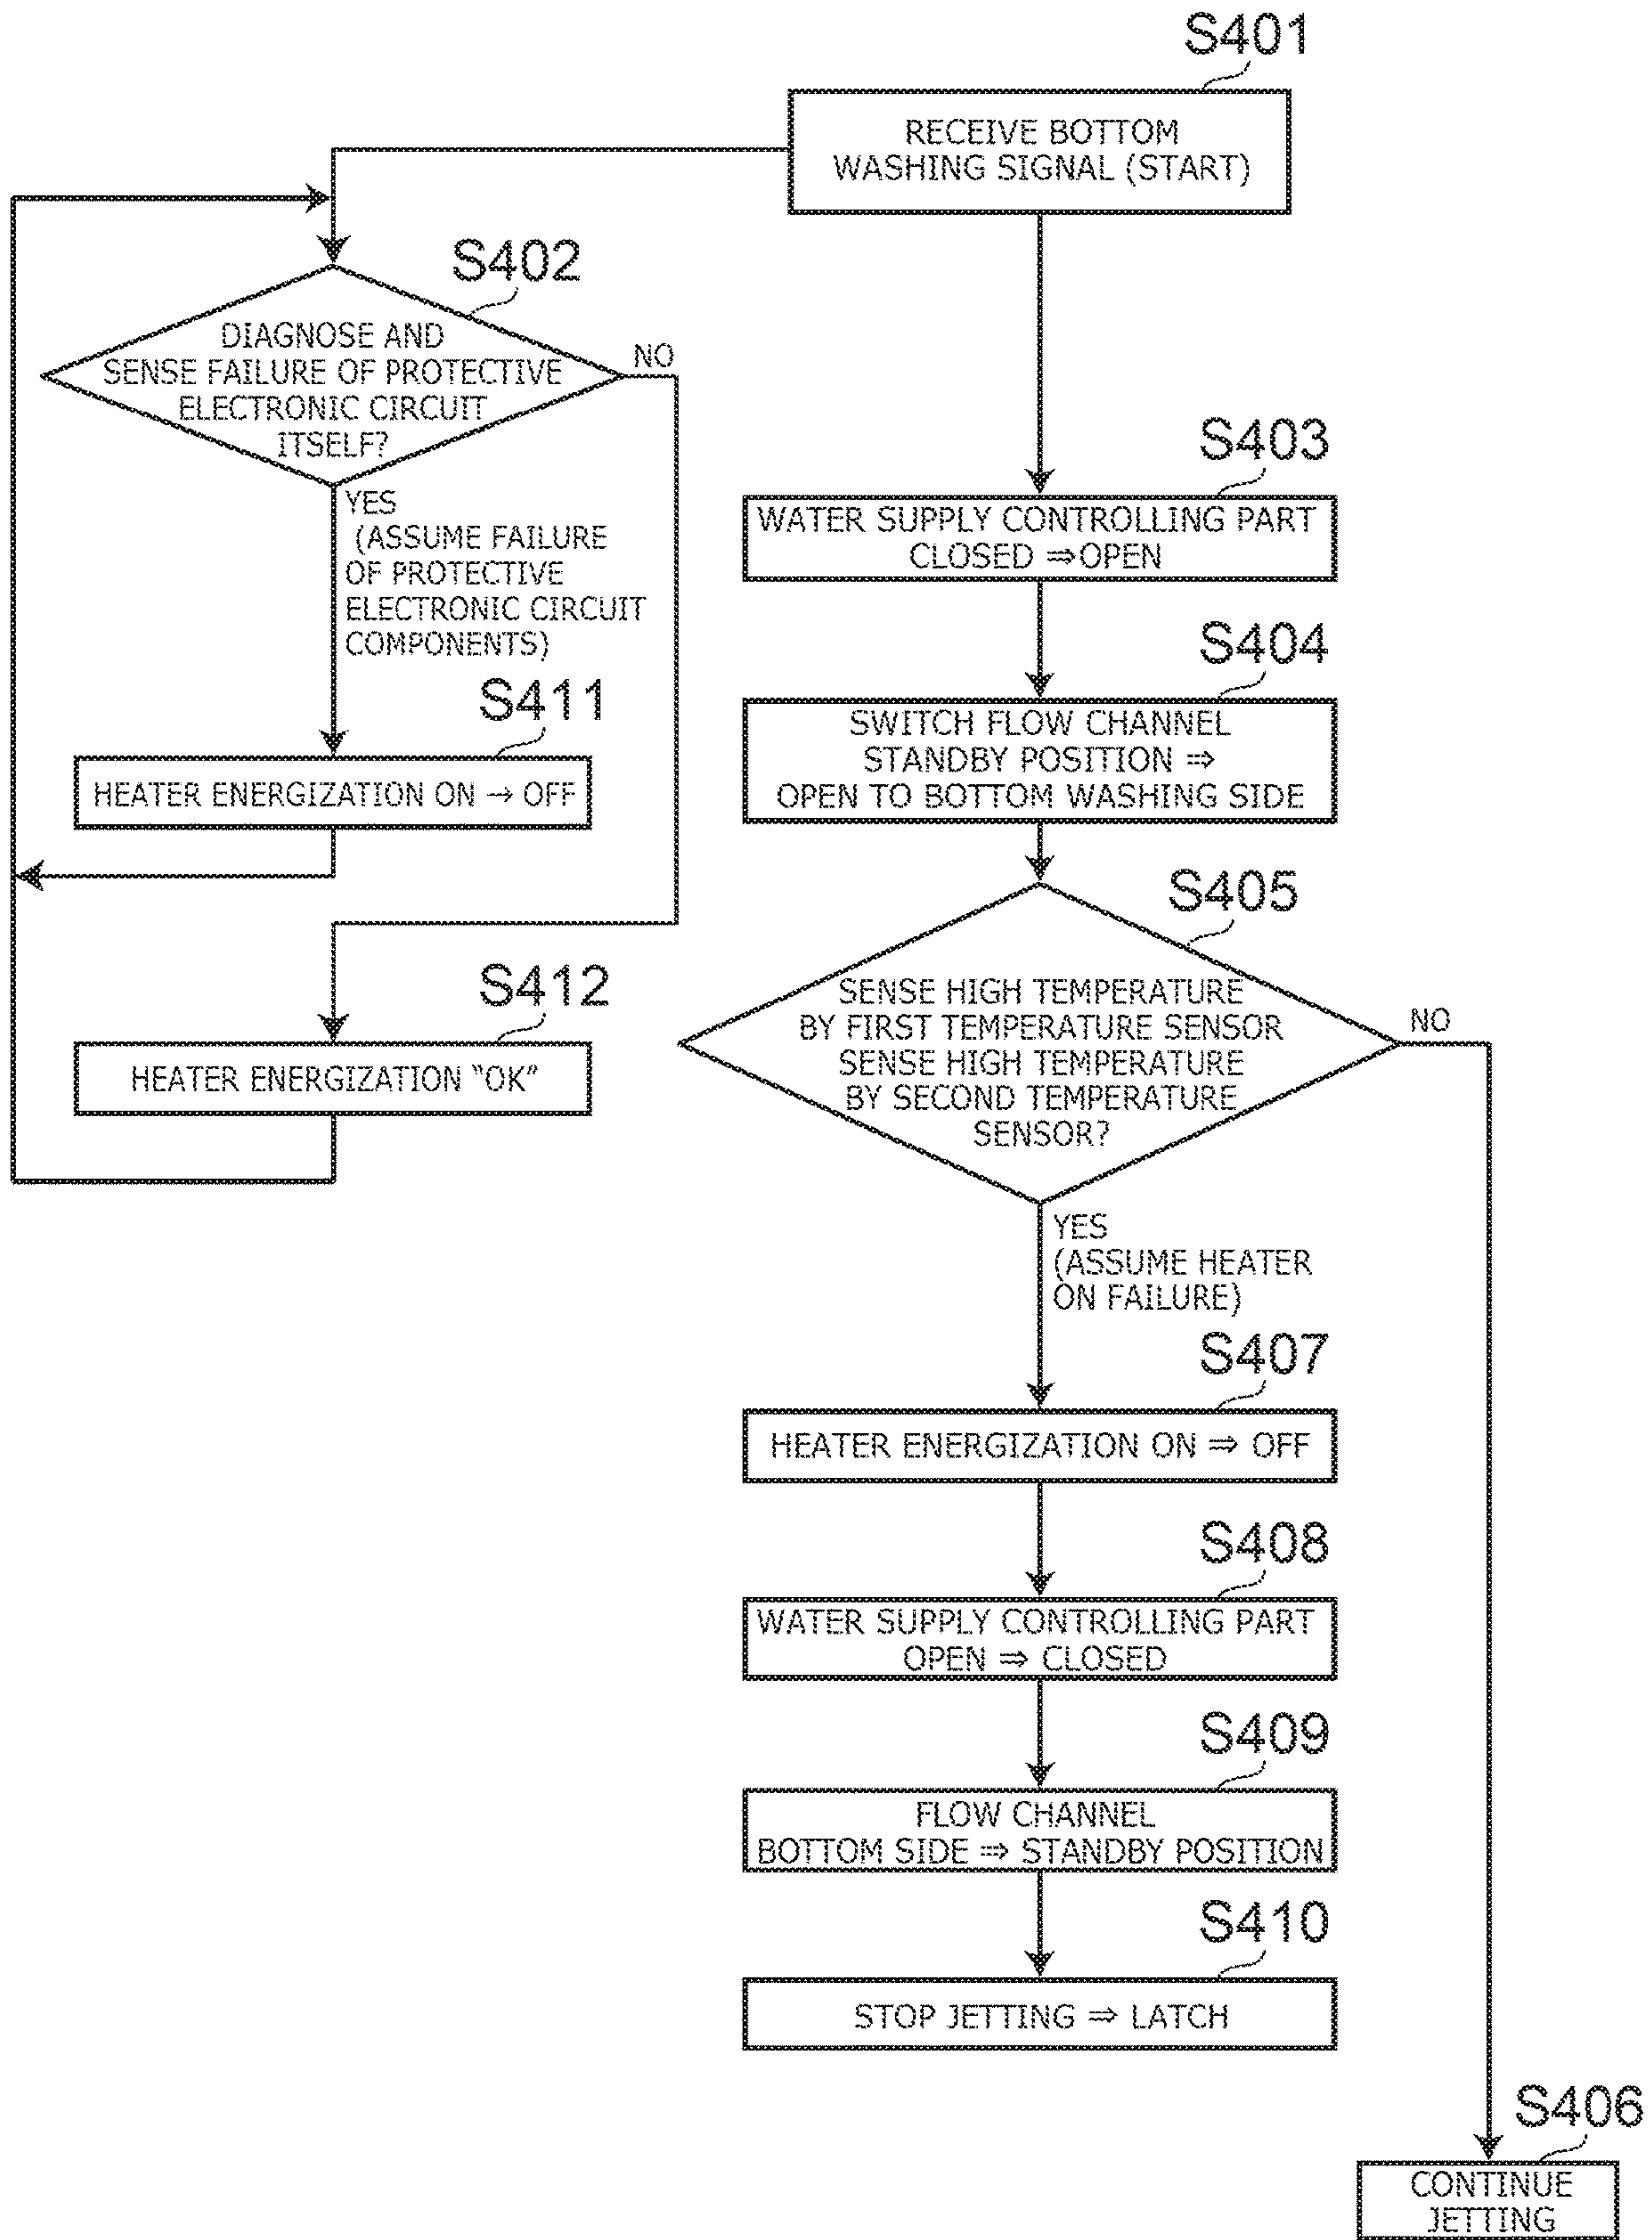 S401
RECEIVE BOTTOM
WASHING SIGNAL (START)
S402
DIAGNOSE AND
SENSE FAILURE OF PROTECTIVE
ELECTRONIC CIRCUIT
ITSELF?
NO
YES
(ASSUME FAILURE
OF PROTECTIVE
ELECTRONIC CIRCUIT
COMPONENTS)
S411
HEATER ENERGIZATION ON → OFF
S412
HEATER ENERGIZATION “OK”
S403
WATER SUPPLY CONTROLLING PART
CLOSED ⇒OPEN
S404
SWITCH FLOW CHANNEL
STANDBY POSITION ⇒
OPEN TO BOTTOM WASHING SIDE
S405
SENSE HIGH TEMPERATURE
BY FIRST TEMPERATURE SENSOR
SENSE HIGH TEMPERATURE
BY SECOND TEMPERATURE
SENSOR?
NO
YES
(ASSUME HEATER
ON FAILURE)
S407
HEATER ENERGIZATION ON ⇒ OFF
S408
WATER SUPPLY CONTROLLING PART
OPEN ⇒ CLOSED
S409
FLOW CHANNEL
BOTTOM SIDE ⇒ STANDBY POSITION
S410
STOP JETTING ⇒ LATCH
S406
CONTINUE
JETTING